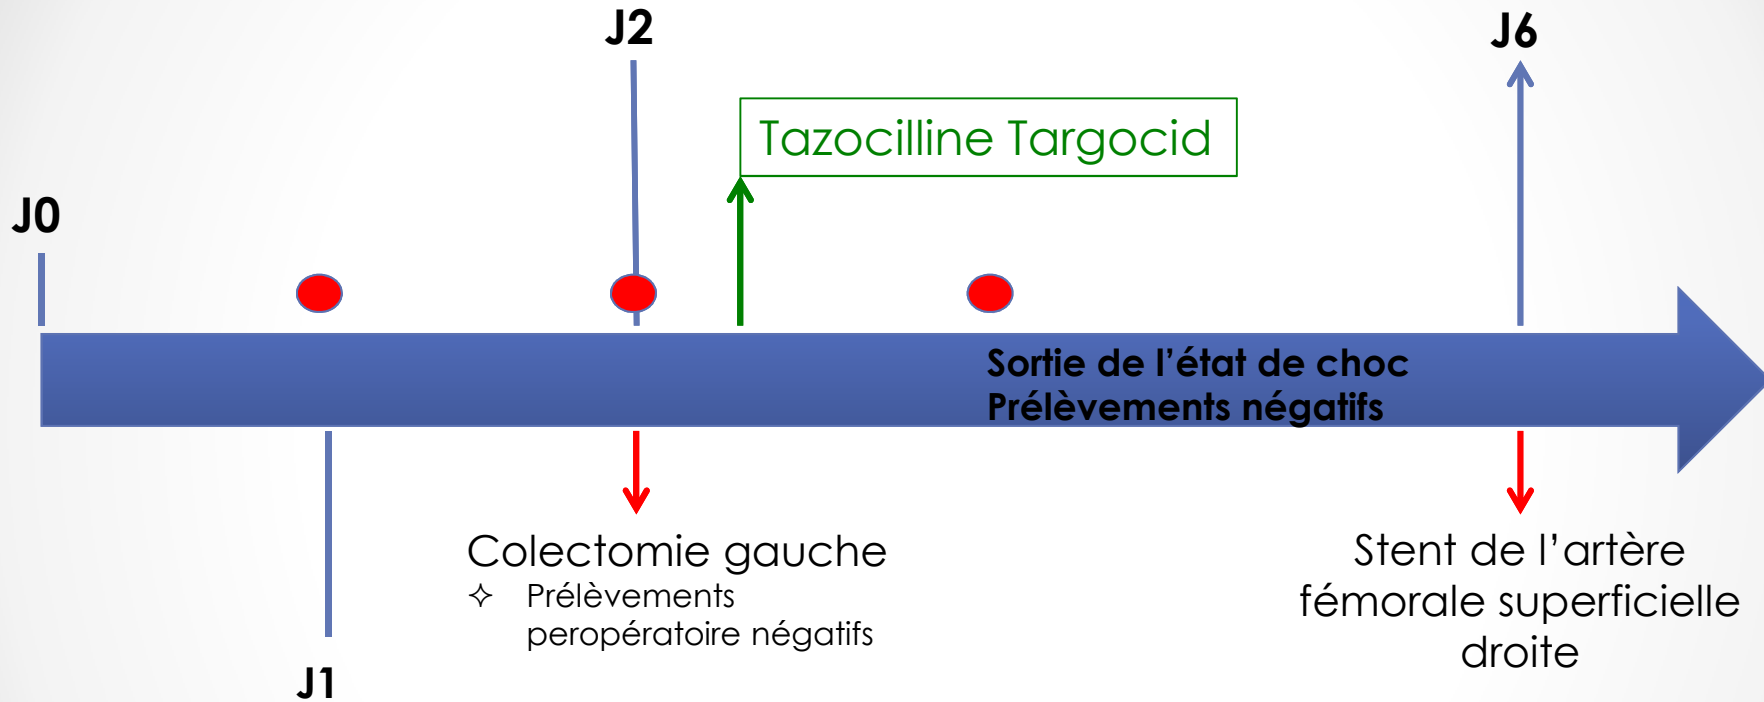 J2
J6
Tazocilline Targocid
J0
Sortie de l’état de choc
Prélèvements négatifs
Colectomie gauche
✧ Prélèvements
peropératoire négatifs
Stent de l’artère
fémorale superficielle
droite
J1